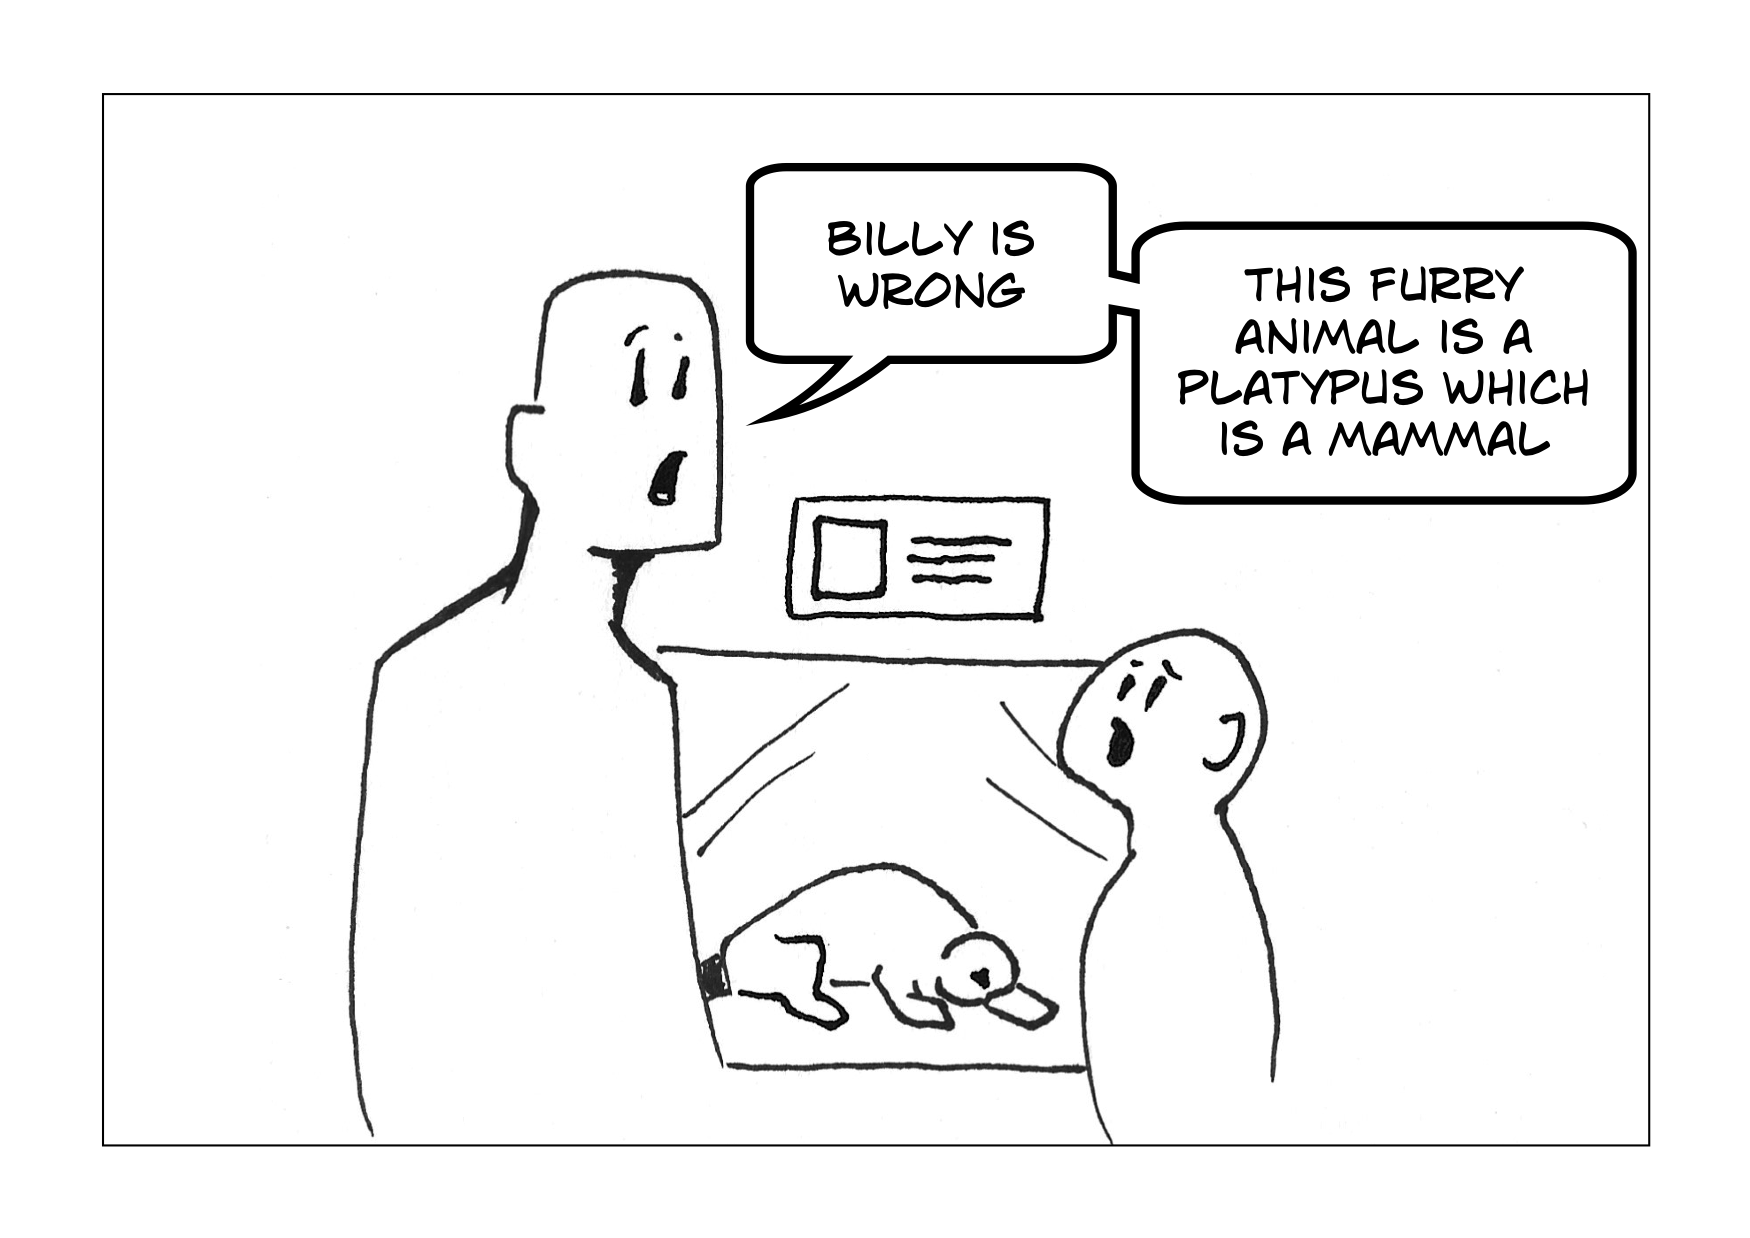 BILLY IS
WRONG
THIS FURRY
ANIMAL IS A
PLATYPUS WHICH
IS A MAMMAL